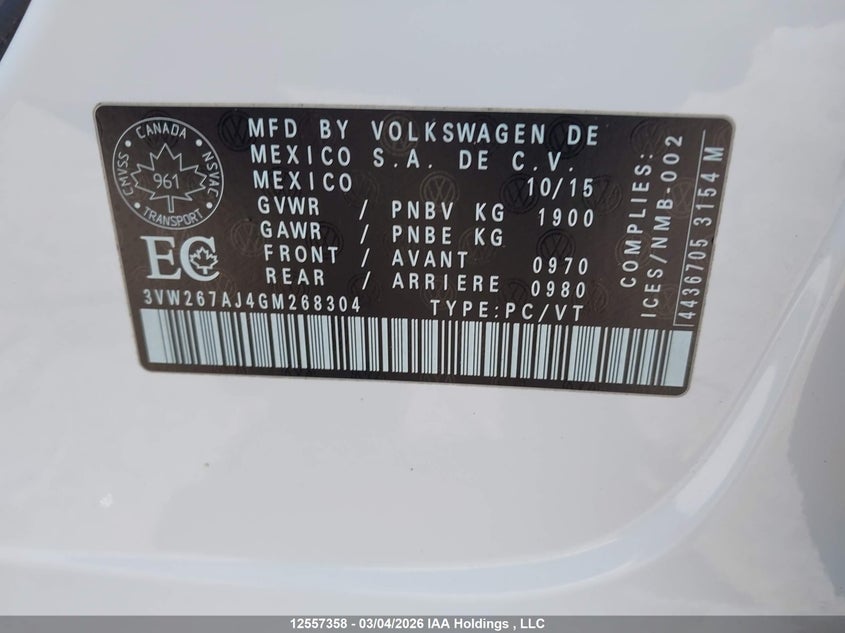 CANADA
CMVSS
NSVAC
961
TRANSPORT
EC
MFD BY VOLKSWAGEN DE
MEXICO S.A. DE C.V.
MEXICO 10/15
GVWR / PNBV KG 1900
GAWR / PNBE KG
FRONT / AVANT 0970
REAR / ARRIERE 0980
3VW267AJ4GM268304 TYPE:PC/VT
COMPLIES:
ICES/NMB-002
4436705 3154M
12557358 - 03/04/2026 IAA Holdings , LLC